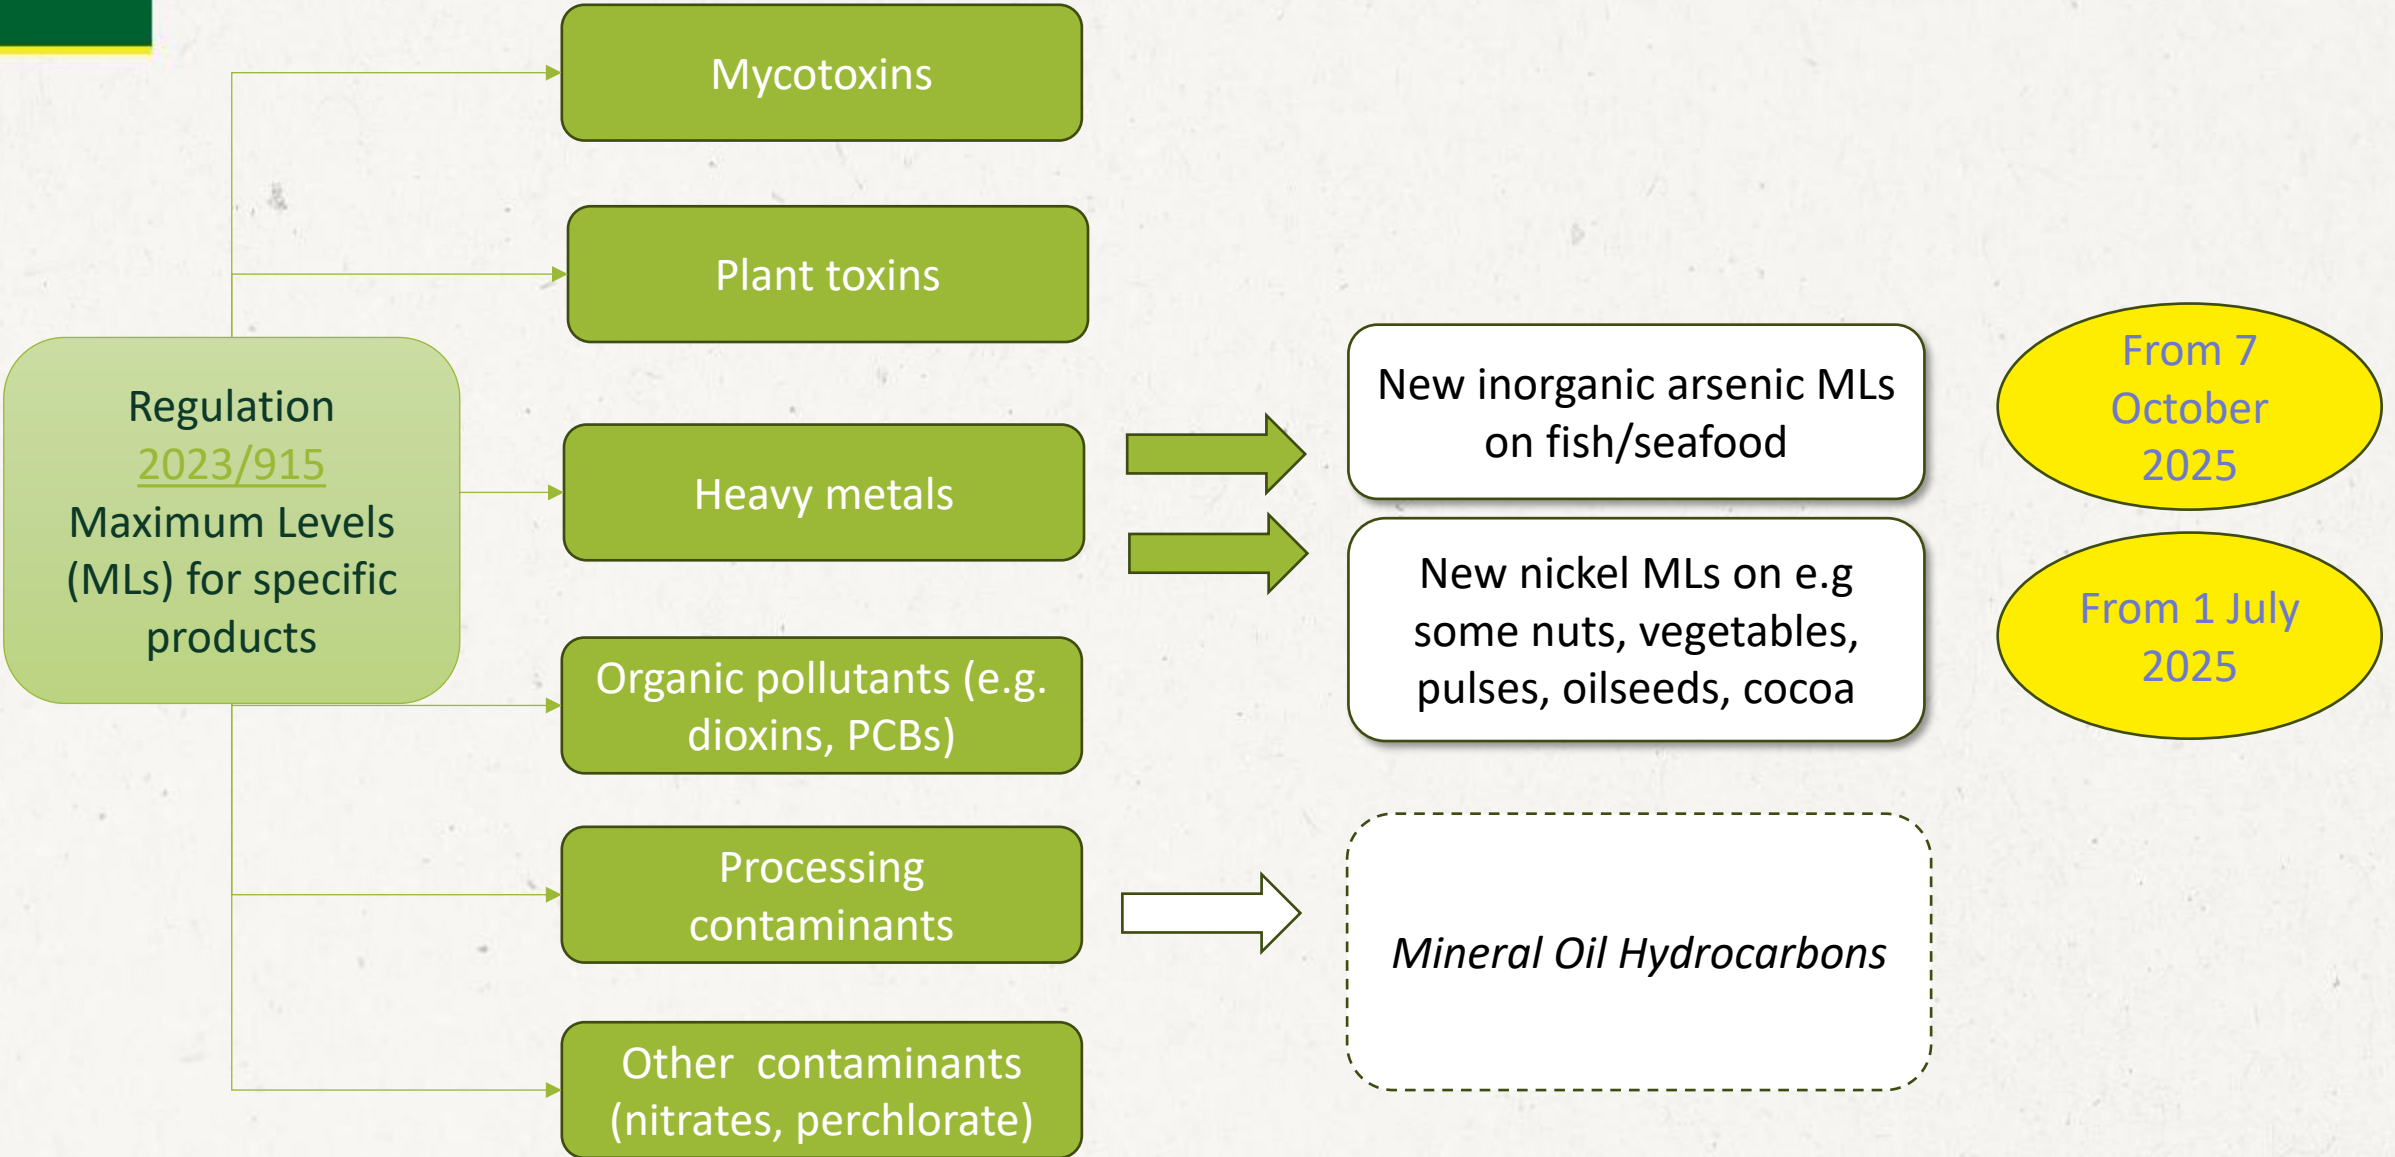 Mycotoxins
Plant toxins
Regulation
2023/915
Maximum Levels
(MLs) for specific
products
Heavy metals
New inorganic arsenic MLs
on fish/seafood
From 7
October
2025
New nickel MLs on e.g
some nuts, vegetables,
pulses, oilseeds, cocoa
From 1 July
2025
Organic pollutants (e.g.
dioxins, PCBs)
Processing
contaminants
Mineral Oil Hydrocarbons
Other  contaminants
(nitrates, perchlorate)